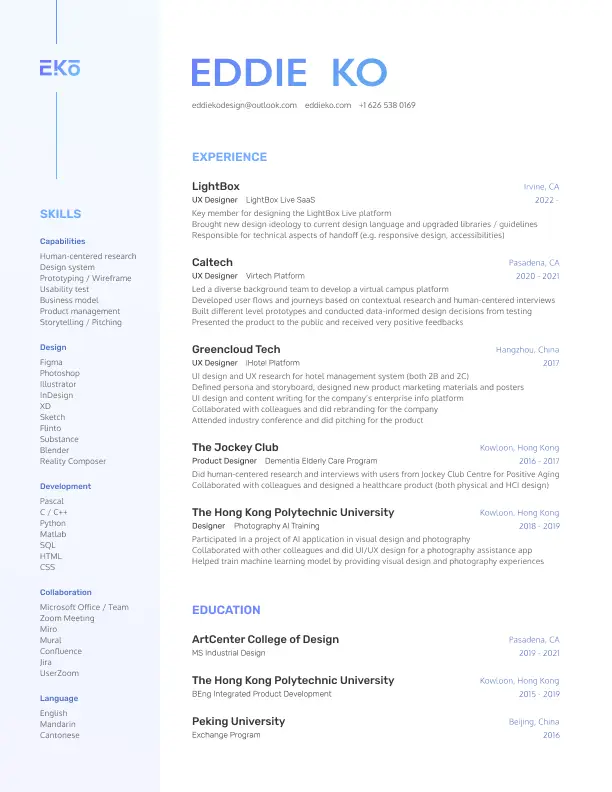 EKō
EDDIE KO
eddiekodesign@outlook.com eddieko.com +1 626 538 0169
SKILLS
Capabilities
Human-centered research
Design system
Prototyping / Wireframe
Usability test
Business model
Product management
Storytelling / Pitching
Design
Figma
Photoshop
Illustrator
InDesign
XD
Sketch
Flinto
Substance
Blender
Reality Composer
Development
Pascal
C / C++
Python
Matlab
SQL
HTML
CSS
Collaboration
Microsoft Office / Team
Zoom Meeting
Miro
Mural
Confluence
Jira
UserZoom
Language
English
Mandarin
Cantonese
EXPERIENCE
LightBox Irvine, CA
UX Designer LightBox Live SaaS 2022 -
Key member for designing the LightBox Live platform
Brought new design ideology to current design language and upgraded libraries / guidelines
Responsible for technical aspects of handoff (e.g. responsive design, accessibilities)
Caltech Pasadena, CA
UX Designer Virtech Platform 2020 - 2021
Led a diverse background team to develop a virtual campus platform
Developed user flows and journeys based on contextual research and human-centered interviews
Built different level prototypes and conducted data-informed design decisions from testing
Presented the product to the public and received very positive feedbacks
Greencloud Tech Hangzhou, China
UX Designer iHotel Platform 2017
UI design and UX research for hotel management system (both 2B and 2C)
Defined persona and storyboard, designed new product marketing materials and posters
UI design and content writing for the company's enterprise info platform
Collaborated with colleagues and did rebranding for the company
Attended industry conference and did pitching for the product
The Jockey Club Kowloon, Hong Kong
Product Designer Dementia Elderly Care Program 2016 - 2017
Did human-centered research and interviews with users from Jockey Club Centre for Positive Aging
Collaborated with colleagues and designed a healthcare product (both physical and HCI design)
The Hong Kong Polytechnic University Kowloon, Hong Kong
Designer Photography AI Training 2018 - 2019
Participated in a project of AI application in visual design and photography
Collaborated with other colleagues and did UI/UX design for a photography assistance app
Helped train machine learning model by providing visual design and photography experiences
EDUCATION
ArtCenter College of Design Pasadena, CA
MS Industrial Design 2019 - 2021
The Hong Kong Polytechnic University Kowloon, Hong Kong
BEng Integrated Product Development 2015 - 2019
Peking University Beijing, China
Exchange Program 2016